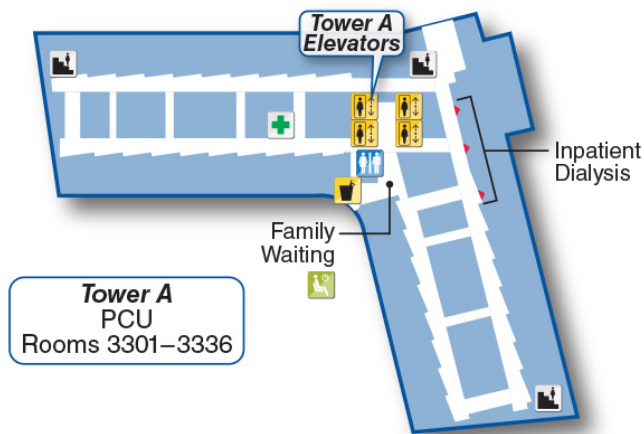 Tower A
Elevators
Inpatient
Dialysis
Family
Waiting
Tower A
PCU
Rooms 3301–3336